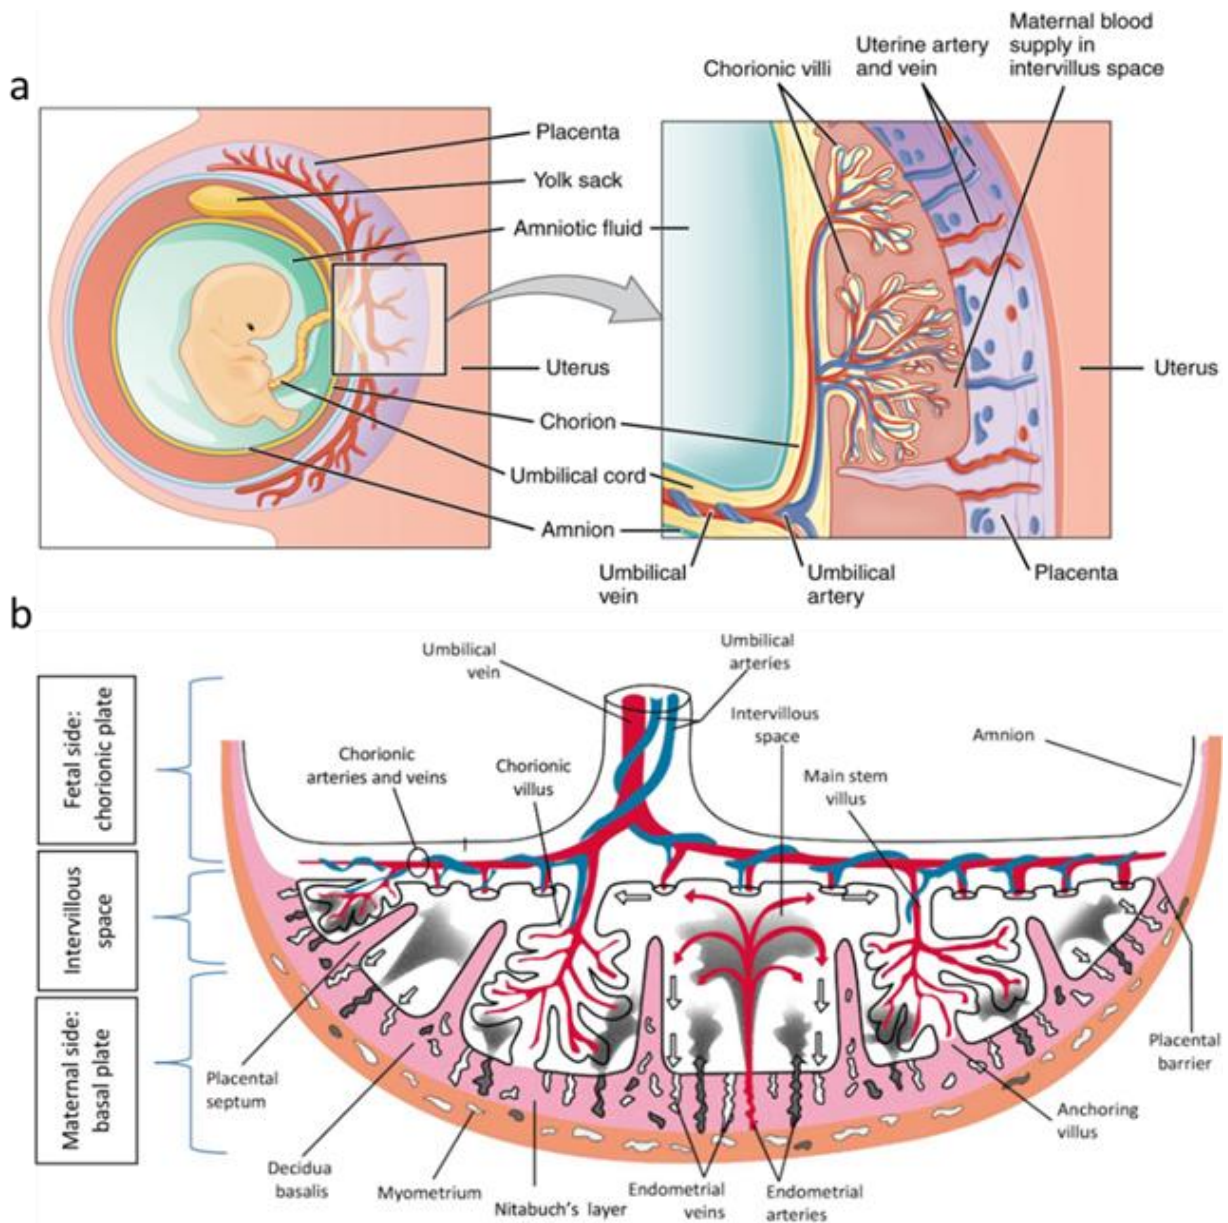 a
Placenta
Yolk sack
Amniotic fluid
Uterus
Chorion
Umbilical cord
Amnion
Chorionic villi
Uterine artery
and vein
Maternal blood
supply in
intervillus space
Uterus
Umbilical
vein
Umbilical
artery
Placenta
b
Fetal side:
chorionic plate
Intervillous
space
Maternal side:
basal plate
Umbilical
vein
Umbilical
arteries
Intervillous
space
Amnion
Chorionic
arteries and veins
Chorionic
villus
Main stem
villus
Placental
septum
Decidua
basalis
Myometrium
Nitabuch's layer
Endometrial
veins
Endometrial
arteries
Anchoring
villus
Placental
barrier